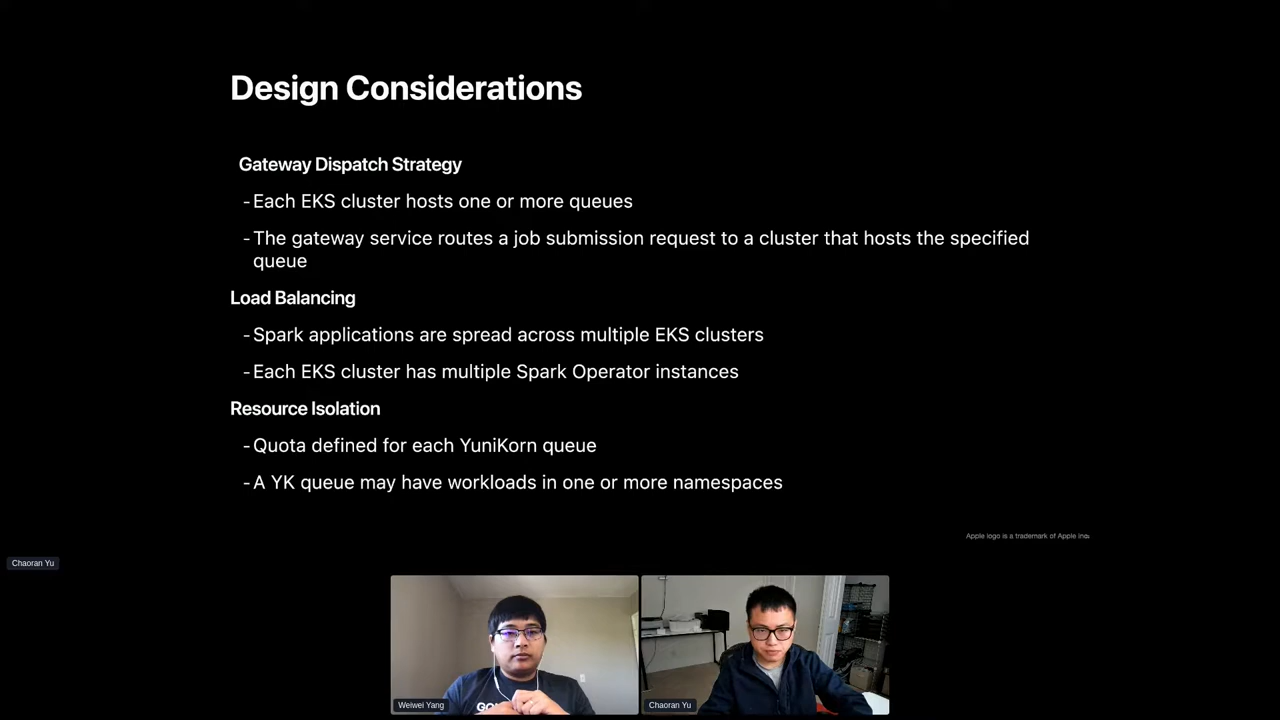 Design Considerations
Gateway Dispatch Strategy
- Each EKS cluster hosts one or more queues
- The gateway service routes a job submission request to a cluster that hosts the specified
queue
Load Balancing
- Spark applications are spread across multiple EKS clusters
- Each EKS cluster has multiple Spark Operator instances
Resource Isolation
- Quota defined for each YuniKorn queue
- A YK queue may have workloads in one or more namespaces
Apple logo is a trademark of Apple Inc.
Chaoran Yu
Weiwei Yang
Chaoran Yu